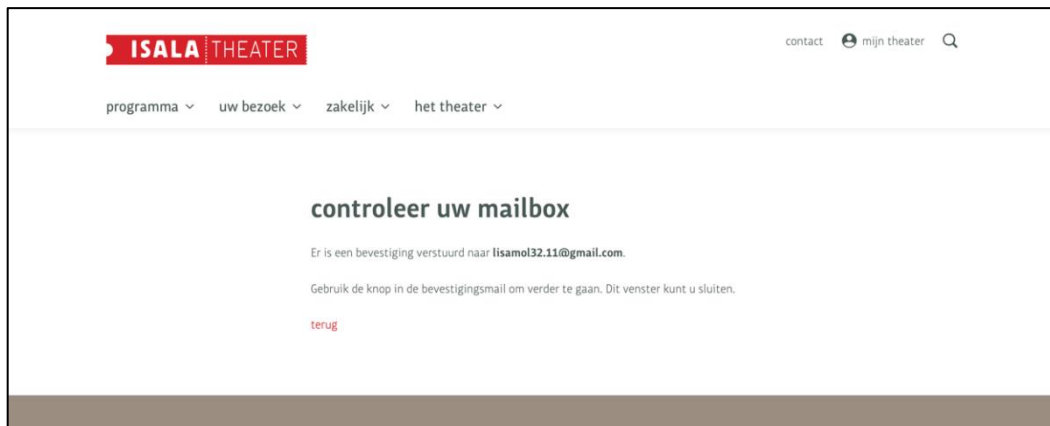 ISALA THEATER
contact mijn theater
programma uw bezoek zakelijk het theater
controleer uw mailbox
Er is een bevestiging verstuurd naar lisamol32.11@gmail.com.
Gebruik de knop in de bevestigingsmail om verder te gaan. Dit venster kunt u sluiten.
terug